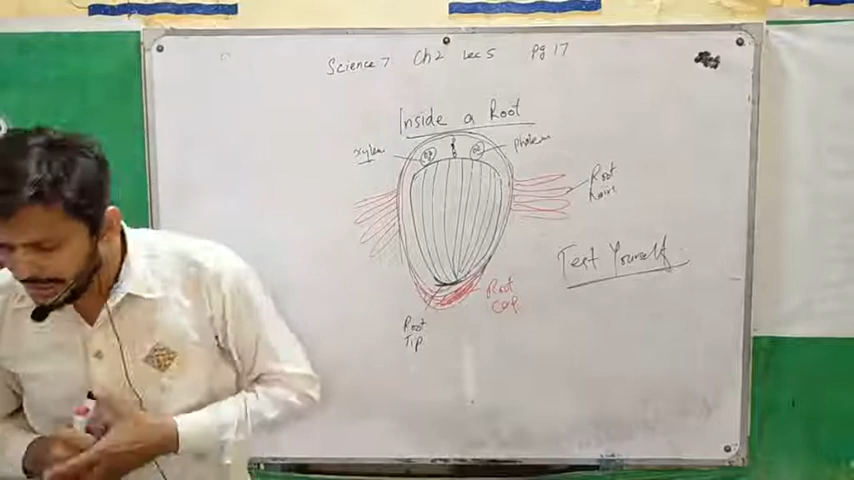 Science 7 Ch 2 Lec 5 Pg 17
Inside a Root
xylem
phloem
Root
hairs
Test Yourself
Root
cap
Root
Tip